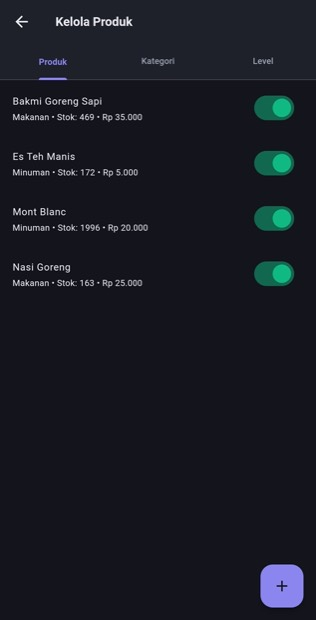 Kelola Produk
Produk
Kategori
Level
Bakmi Goreng Sapi
Makanan • Stok: 469 • Rp 35.000
Es Teh Manis
Minuman • Stok: 172 • Rp 5.000
Mont Blanc
Minuman • Stok: 1996 • Rp 20.000
Nasi Goreng
Makanan • Stok: 163 • Rp 25.000